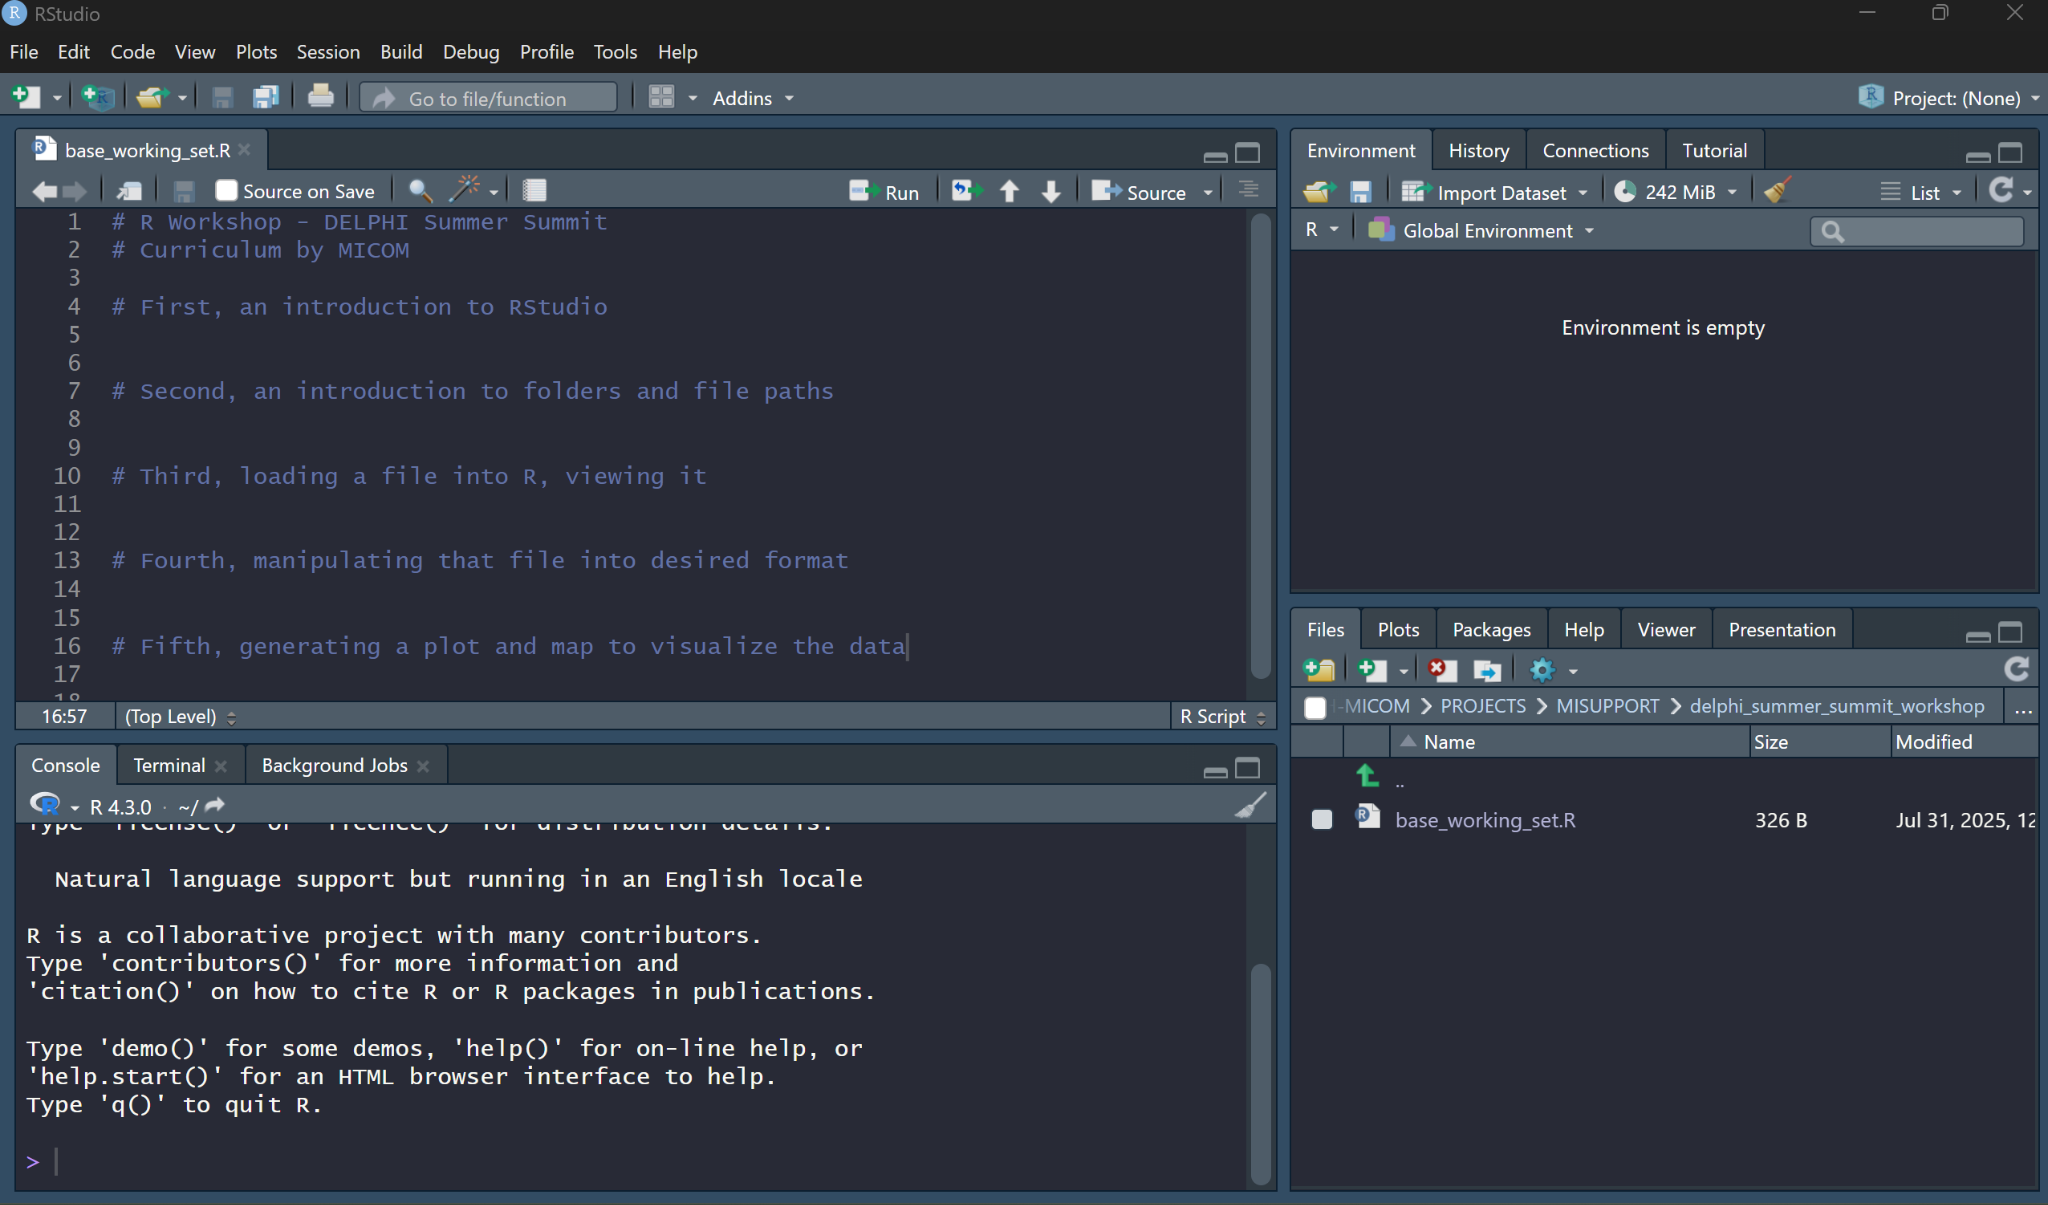 RStudio
File Edit Code View Plots Session Build Debug Profile Tools Help
Go to file/function Addins Project: (None)
base_working_set.R
Source on Save Run Source
1 # R Workshop - DELPHI Summer Summit
2 # Curriculum by MICOM
3
4 # First, an introduction to RStudio
5
6
7 # Second, an introduction to folders and file paths
8
9
10 # Third, loading a file into R, viewing it
11
12
13 # Fourth, manipulating that file into desired format
14
15
16 # Fifth, generating a plot and map to visualize the data
17
18
16:57 (Top Level) R Script
Console Terminal Background Jobs
R 4.3.0 · ~/
Type 'license()' or 'licence()' for distribution details.
Natural language support but running in an English locale
R is a collaborative project with many contributors.
Type 'contributors()' for more information and
'citation()' on how to cite R or R packages in publications.
Type 'demo()' for some demos, 'help()' for on-line help, or
'help.start()' for an HTML browser interface to help.
Type 'q()' to quit R.
>
Environment History Connections Tutorial
Import Dataset 242 MiB List
R Global Environment
Environment is empty
Files Plots Packages Help Viewer Presentation
-MICOM > PROJECTS > MISUPPORT > delphi_summer_summit_workshop ...
Name Size Modified
..
base_working_set.R 326 B Jul 31, 2025, 12